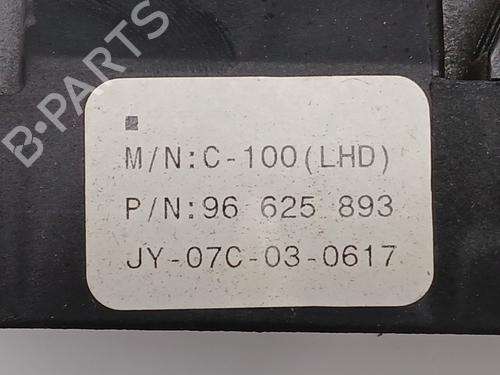 B-PARTS
M/N:C-100(LHD)
P/N:96 625 893
JY-07C-03-0617